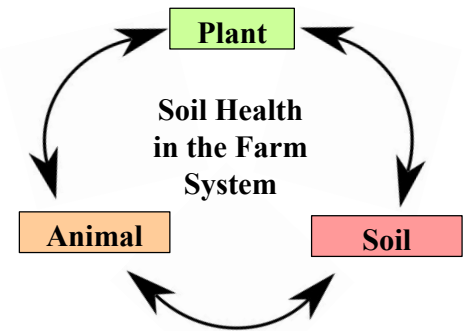 Plant
Soil Health
in the Farm
System
Animal
Soil